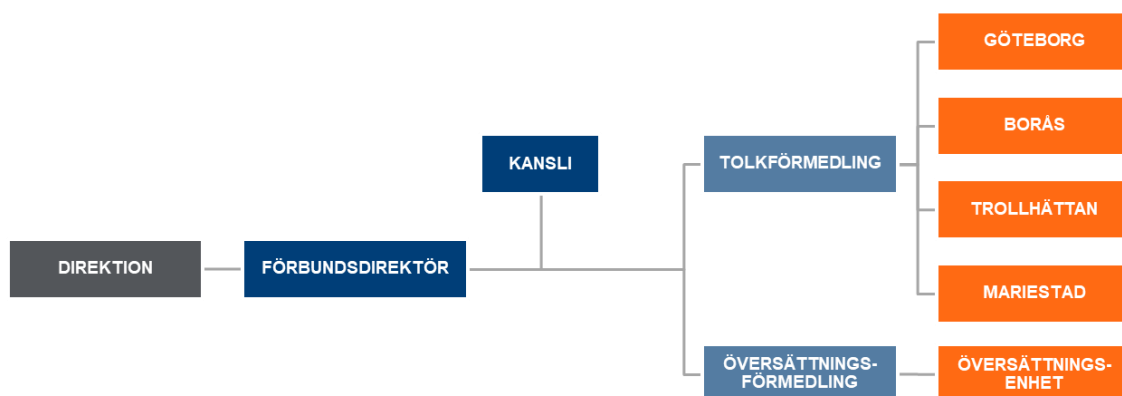 DIREKTION
FÖRBUNDSDIREKTÖR
KANSLI
TOLKFÖRMEDLING
GÖTEBORG
BORÅS
TROLLHÄTTAN
MARIESTAD
ÖVERSÄTTNINGS-
FÖRMEDLING
ÖVERSÄTTNINGS-
ENHET